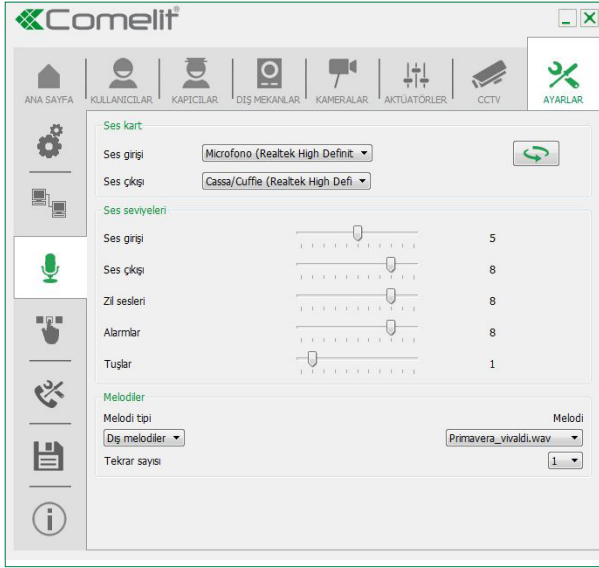 Comelit®
ANA SAYFA KULLANICILAR KAPICILAR DIŞ MEKANLAR KAMERALAR AKTÜATÖRLER CCTV AYARLAR
Ses kart
Ses girişi Microfono (Realtek High Definit
Ses çıkışı Cassa/Cuffie (Realtek High Defi
Ses seviyeleri
Ses girişi 5
Ses çıkışı 8
Zil sesleri 8
Alarmlar 8
Tuşlar 1
Melodiler
Melodi tipi Melodi
Dış melodiler Primavera_vivaldi.wav
Tekrar sayısı 1